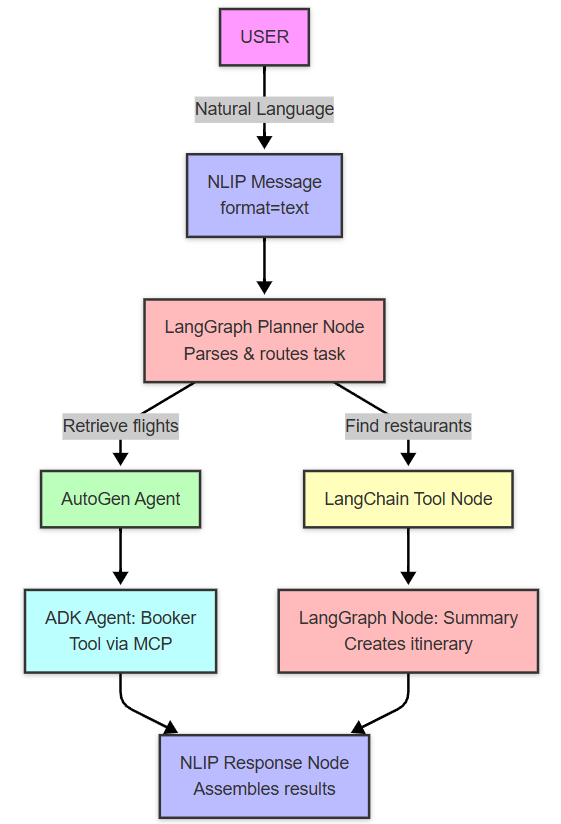 USER
Natural Language
NLIP Message
format=text
LangGraph Planner Node
Parses & routes task
Retrieve flights
Find restaurants
AutoGen Agent
LangChain Tool Node
ADK Agent: Booker
Tool via MCP
LangGraph Node: Summary
Creates itinerary
NLIP Response Node
Assembles results